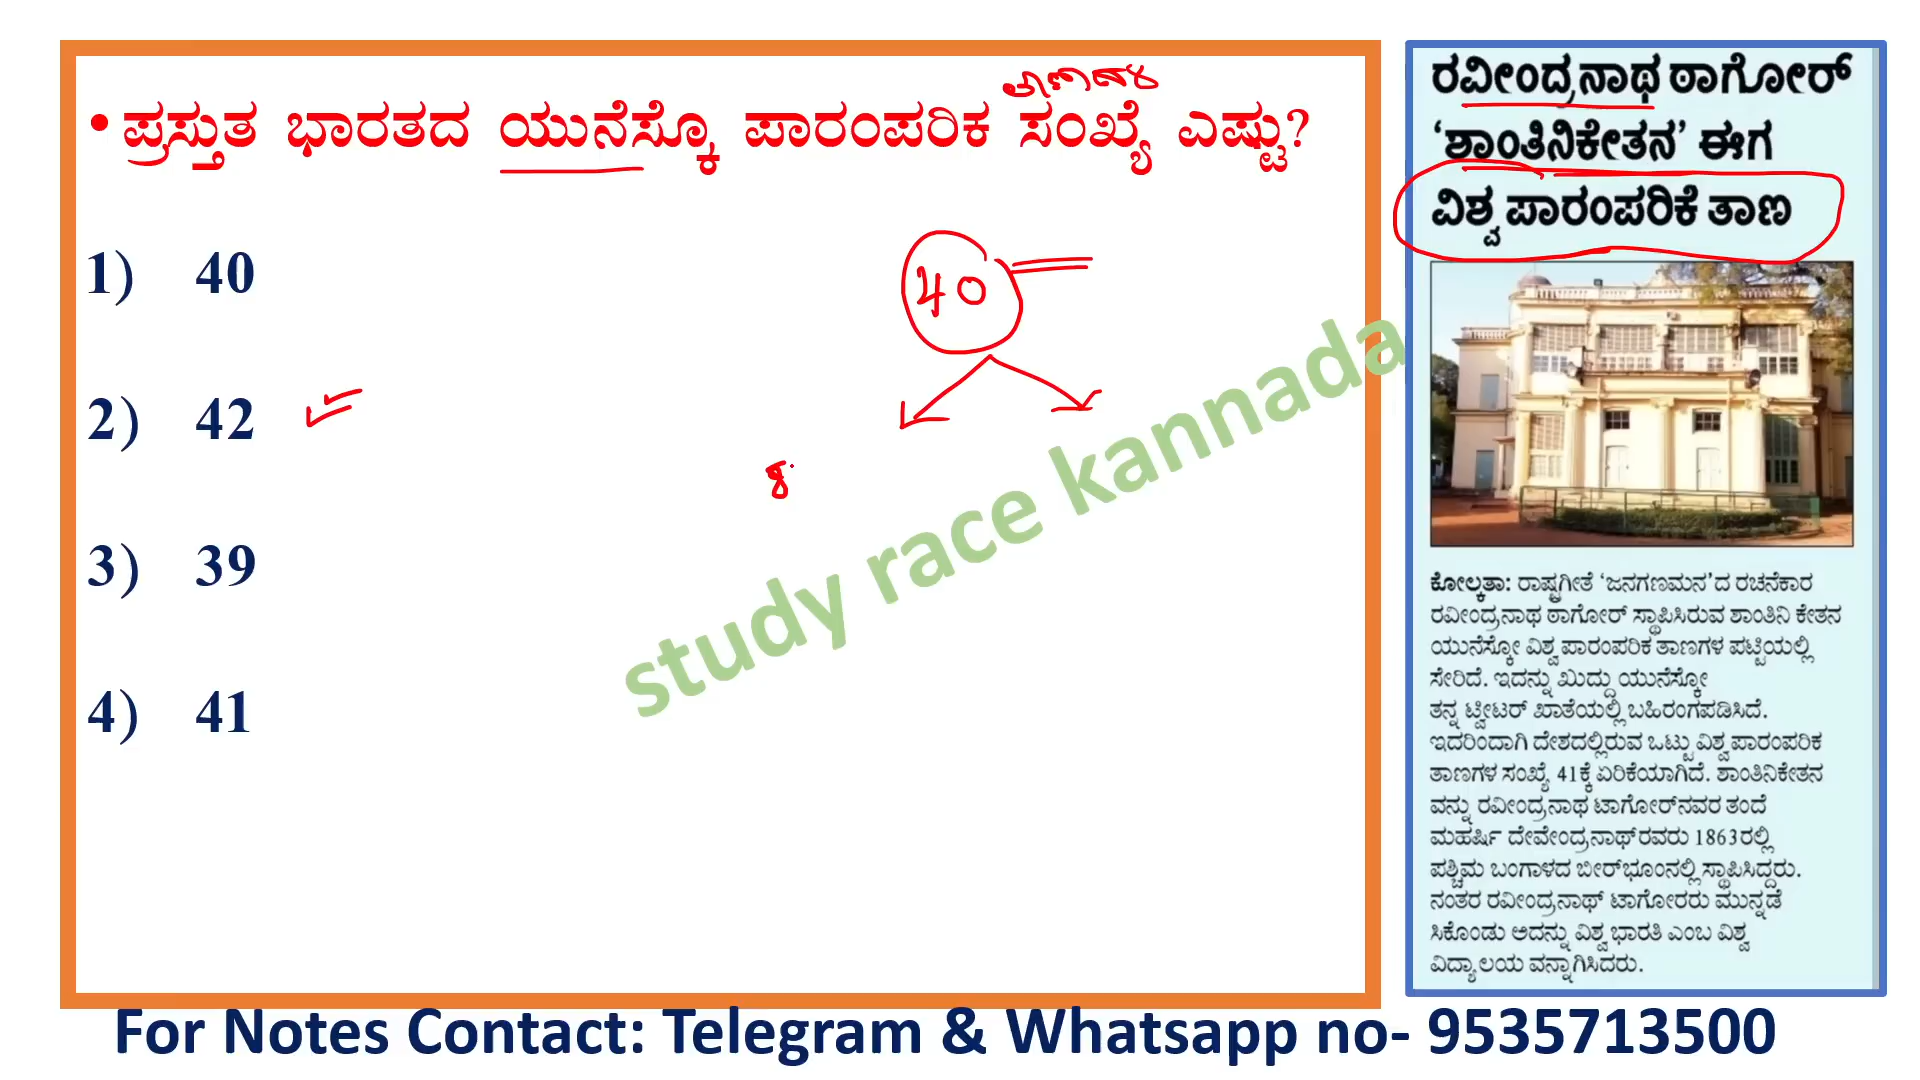 ತಾಣಗಳ
• ಪ್ರಸ್ತುತ ಭಾರತದ ಯುನೆಸ್ಕೊ ಪಾರಂಪರಿಕ ಸಂಖ್ಯೆ ಎಷ್ಟು?
1) 40
2) 42
3) 39
4) 41
40
8
study race kannada
ರವೀಂದ್ರನಾಥ ಠಾಗೋರ್
‘ಶಾಂತಿನಿಕೇತನ’ ಈಗ
ವಿಶ್ವ ಪಾರಂಪರಿಕೆ ತಾಣ
ಕೋಲ್ಕತಾ: ರಾಷ್ಟ್ರಗೀತೆ ‘ಜನಗಣಮನ’ದ ರಚನೆಕಾರ
ರವೀಂದ್ರನಾಥ ಠಾಗೋರ್ ಸ್ಥಾಪಿಸಿರುವ ಶಾಂತಿನಿ ಕೇತನ
ಯುನೆಸ್ಕೋ ವಿಶ್ವ ಪಾರಂಪರಿಕ ತಾಣಗಳ ಪಟ್ಟಿಯಲ್ಲಿ
ಸೇರಿದೆ. ಇದನ್ನು ಖುದ್ದು ಯುನೆಸ್ಕೋ
ತನ್ನ ಟ್ವೀಟರ್ ಖಾತೆಯಲ್ಲಿ ಬಹಿರಂಗಪಡಿಸಿದೆ.
ಇದರಿಂದಾಗಿ ದೇಶದಲ್ಲಿರುವ ಒಟ್ಟು ವಿಶ್ವ ಪಾರಂಪರಿಕ
ತಾಣಗಳ ಸಂಖ್ಯೆ 41ಕ್ಕೆ ಏರಿಕೆಯಾಗಿದೆ. ಶಾಂತಿನಿಕೇತನ
ವನ್ನು ರವೀಂದ್ರನಾಥ ಟಾಗೋರ್‌ನವರ ತಂದೆ
ಮಹರ್ಷಿ ದೇವೇಂದ್ರನಾಥ್‌ರವರು 1863ರಲ್ಲಿ
ಪಶ್ಚಿಮ ಬಂಗಾಳದ ಬೀರ್‌ಭೂಂನಲ್ಲಿ ಸ್ಥಾಪಿಸಿದ್ದರು.
ನಂತರ ರವೀಂದ್ರನಾಥ್ ಟಾಗೋರರು ಮುನ್ನಡೆ
ಸಿಕೊಂಡು ಅದನ್ನು ವಿಶ್ವ ಭಾರತಿ ಎಂಬ ವಿಶ್ವ
ವಿದ್ಯಾಲಯ ವನ್ನಾಗಿಸಿದರು.
For Notes Contact: Telegram & Whatsapp no- 9535713500